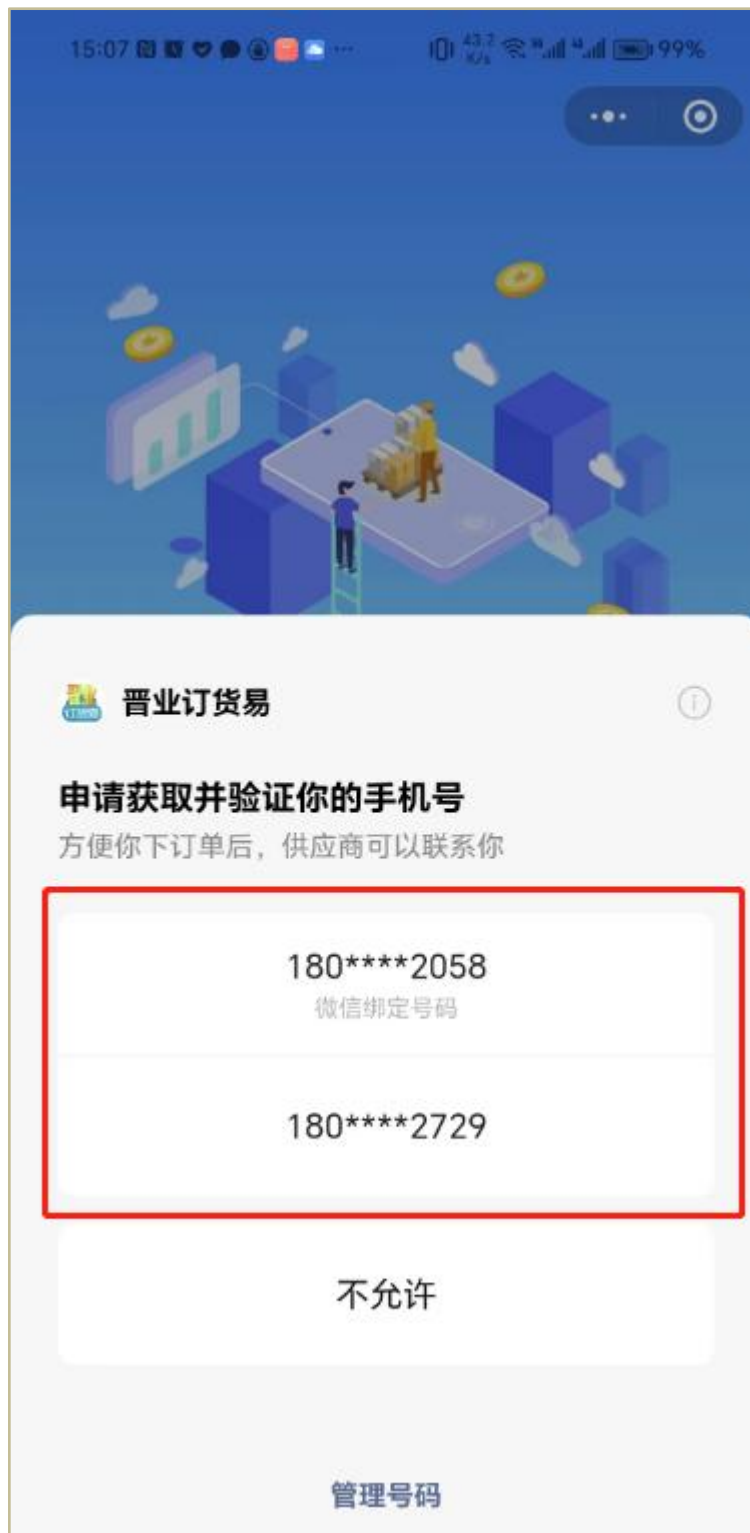 15:07
43.2
K/s
99%
晋业订货易
申请获取并验证你的手机号
方便你下订单后，供应商可以联系你
180****2058
微信绑定号码
180****2729
不允许
管理号码